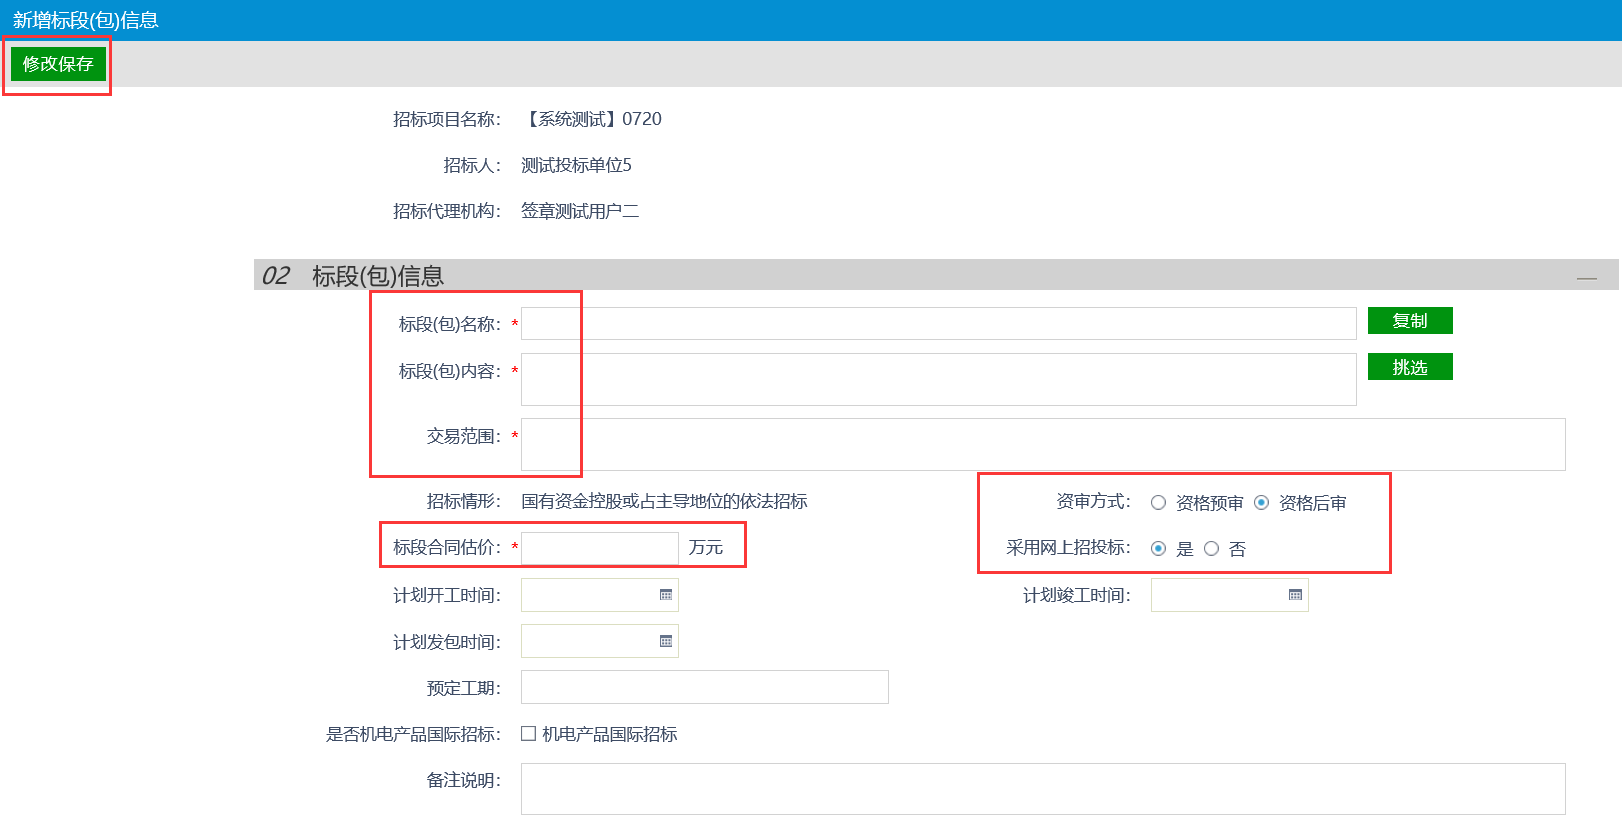 新增标段(包)信息
修改保存
招标项目名称: 【系统测试】0720
招标人: 测试投标单位5
招标代理机构: 签章测试用户二
02 标段(包)信息
标段(包)名称: * 复制
标段(包)内容: * 挑选
交易范围: *
招标情形: 国有资金控股或占主导地位的依法招标 资审方式: 资格预审 资格后审
标段合同估价: * 万元 采用网上招投标: 是 否
计划开工时间: 计划竣工时间:
计划发包时间:
预定工期:
是否机电产品国际招标: 机电产品国际招标
备注说明: